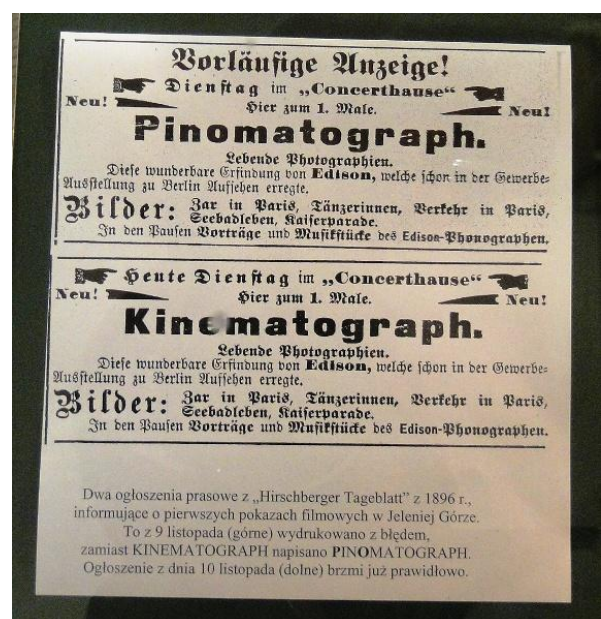 Vorläufige Anzeige!
Dienstag im „Concerthause“
Neu! Hier zum 1. Male. Neu!
Pinomatograph.
Lebende Photographien.
Diese wunderbare Erfindung von Edison, welche schon in der Gewerbe-
Ausstellung zu Berlin Aufsehen erregte.
Bilder: Zar in Paris, Tänzerinnen, Verkehr in Paris,
Seebadleben, Kaiserparade.
In den Pausen Vorträge und Musikstücke des Edison-Phonographen.
Heute Dienstag im „Concerthause“
Neu! Hier zum 1. Male. Neu!
Kinematograph.
Lebende Photographien.
Diese wunderbare Erfindung von Edison, welche schon in der Gewerbe-
Ausstellung zu Berlin Aufsehen erregte.
Bilder: Zar in Paris, Tänzerinnen, Verkehr in Paris,
Seebadleben, Kaiserparade.
In den Pausen Vorträge und Musikstücke des Edison-Phonographen.
Dwa ogłoszenia prasowe z „Hirschberger Tageblatt” z 1896 r.,
informujące o pierwszych pokazach filmowych w Jeleniej Górze.
To z 9 listopada (górne) wydrukowano z błędem,
zamiast KINEMATOGRAPH napisano PINOMATOGRAPH.
Ogłoszenie z dnia 10 listopada (dolne) brzmi już prawidłowo.